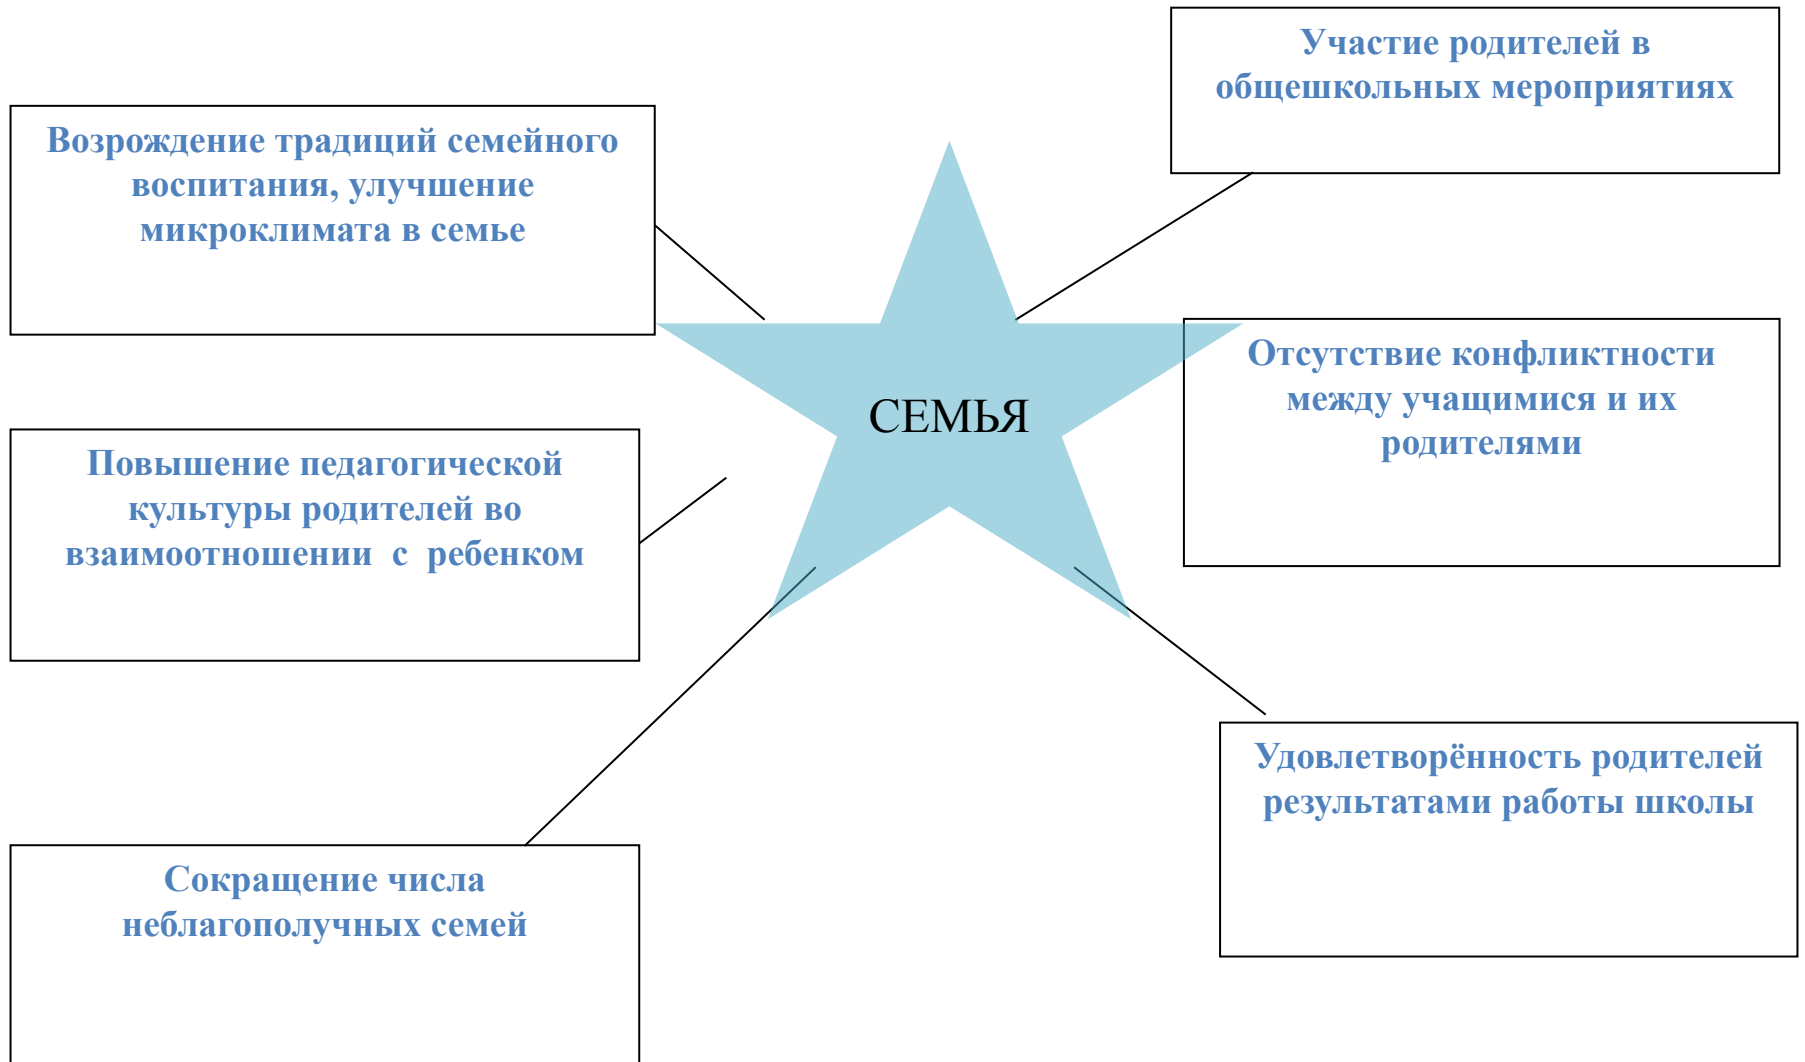 Участие родителей в
общешкольных мероприятиях
Возрождение традиций семейного
воспитания, улучшение
микроклимата в семье
СЕМЬЯ
Отсутствие конфликтности
между учащимися и их
родителями
Повышение педагогической
культуры родителей во
взаимоотношении с ребенком
Удовлетворённость родителей
результатами работы школы
Сокращение числа
неблагополучных семей